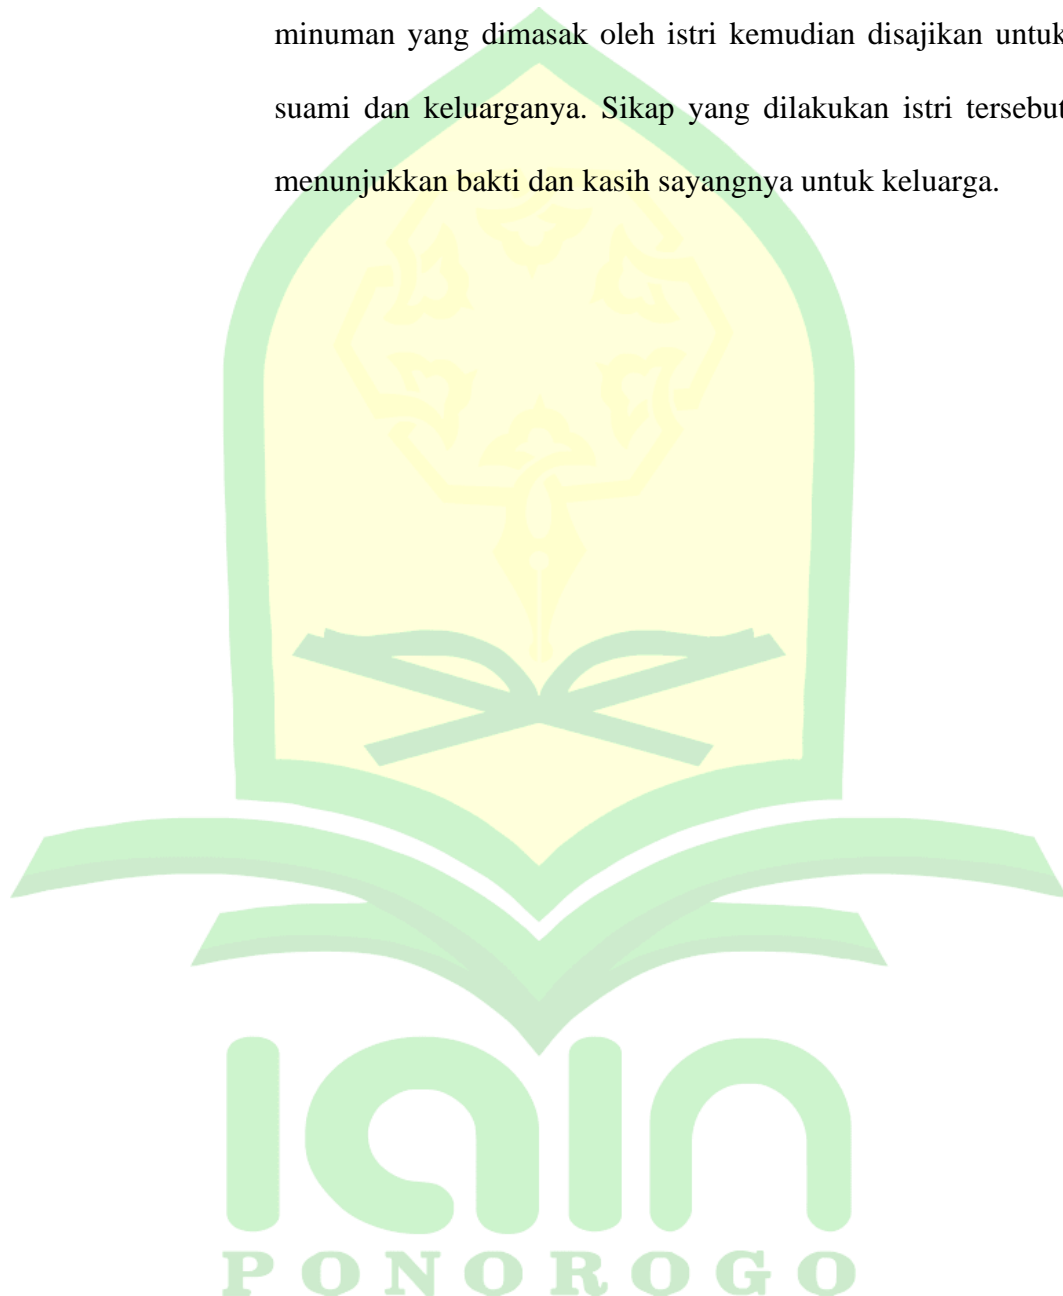 minuman yang dimasak oleh istri kemudian disajikan untuk
suami dan keluarganya. Sikap yang dilakukan istri tersebut
menunjukkan bakti dan kasih sayangnya untuk keluarga.
iain
PONOROGO